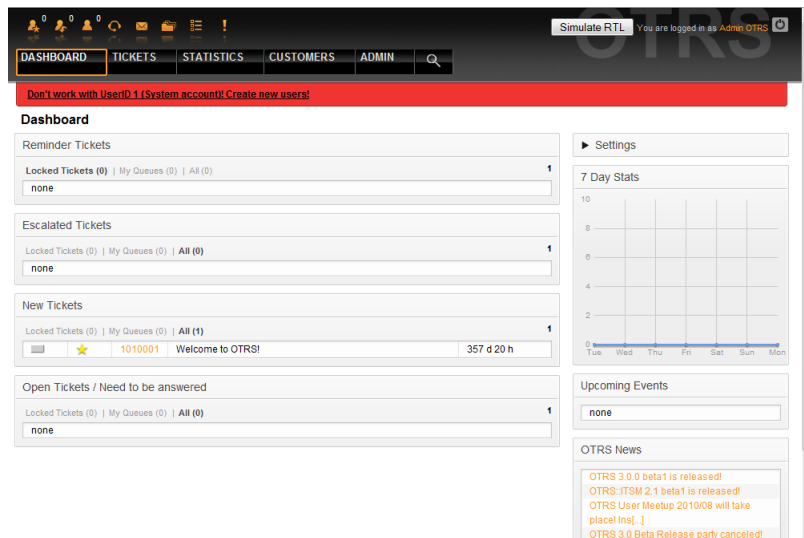 0 0 0
OTRS
Simulate RTL You are logged in as Admin OTRS
DASHBOARD TICKETS STATISTICS CUSTOMERS ADMIN
Don't work with UserID 1 (System account)! Create new users!
Dashboard
Reminder Tickets
Locked Tickets (0) | My Queues (0) | All (0) 1
none
Escalated Tickets
Locked Tickets (0) | My Queues (0) | All (0) 1
none
New Tickets
Locked Tickets (0) | My Queues (0) | All (1) 1
1010001 Welcome to OTRS! 357 d 20 h
Open Tickets / Need to be answered
Locked Tickets (0) | My Queues (0) | All (0) 1
none
Settings
7 Day Stats
10
8
6
4
2
0
Tue Wed Thu Fri Sat Sun Mon
Upcoming Events
none
OTRS News
OTRS 3.0.0 beta1 is released!
OTRS::ITSM 2.1 beta1 is released!
OTRS User Meetup 2010/08 will take
place! Ins[...]
OTRS 3.0 Beta Release party canceled!